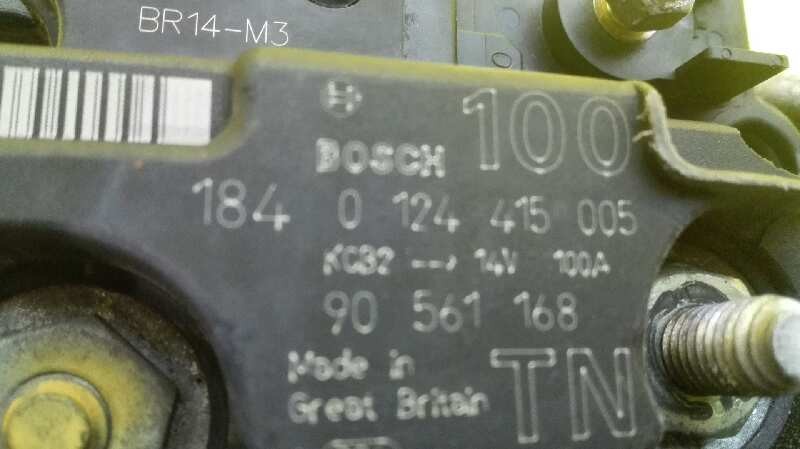 BR14-M3
BOSCH 100
184 0 124 415 005
KCB2 → 14V 100A
90 561 168
Made in
Great Britain
TN